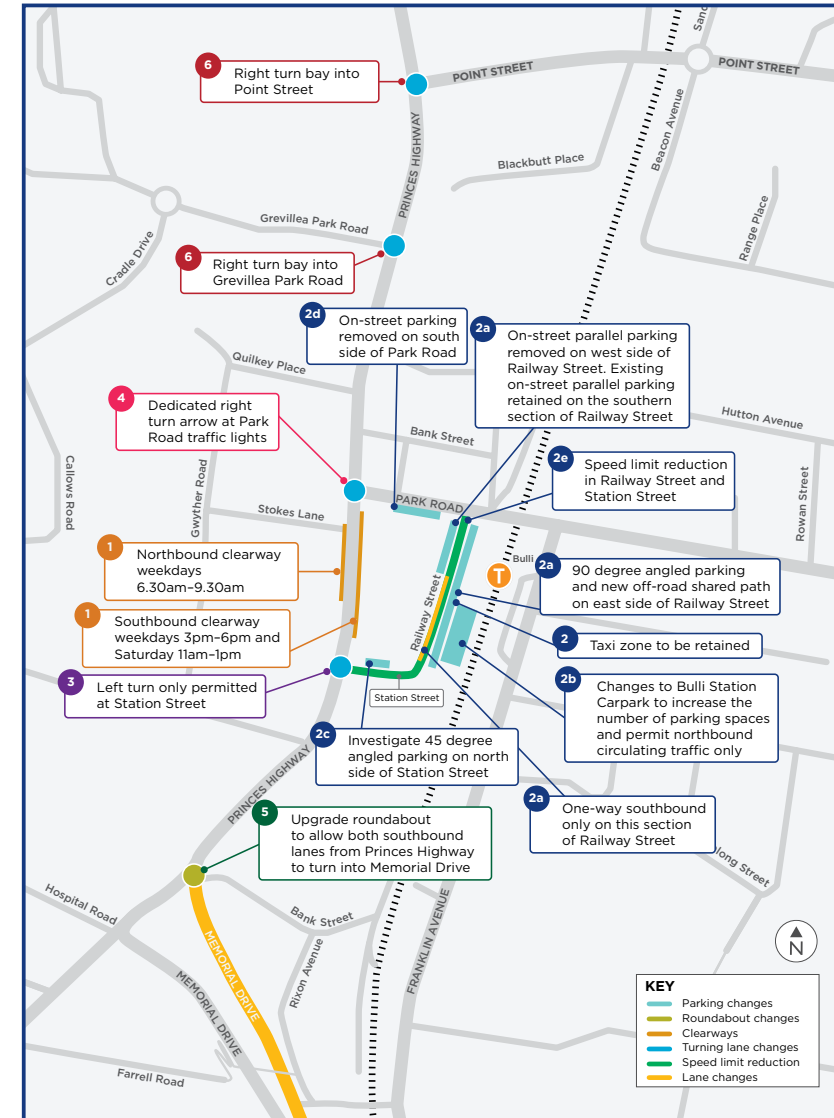 Sand
6
Right turn bay into
Point Street
POINT STREET
POINT STREET
PRINCES HIGHWAY
Beacon Avenue
Blackbutt Place
Range Place
Grevillea Park Road
Cradle Drive
6
Right turn bay into
Grevillea Park Road
2d
On-street parking
removed on south
side of Park Road
2a
On-street parallel parking
removed on west side of
Railway Street. Existing
on-street parallel parking
retained on the southern
section of Railway Street
Quilkey Place
4
Dedicated right
turn arrow at Park
Road traffic lights
Hutton Avenue
Bank Street
2e
Speed limit reduction
in Railway Street and
Station Street
Callows Road
Gwyther Road
Stokes Lane
PARK ROAD
Rowan Street
1
Northbound clearway
weekdays
6.30am–9.30am
T
Bulli
2a
90 degree angled parking
and new off-road shared path
on east side of Railway Street
Railway Street
1
Southbound clearway
weekdays 3pm–6pm and
Saturday 11am–1pm
2
Taxi zone to be retained
3
Left turn only permitted
at Station Street
Station Street
2b
Changes to Bulli Station
Carpark to increase the
number of parking spaces
and permit northbound
circulating traffic only
2c
Investigate 45 degree
angled parking on north
side of Station Street
PRINCES HIGHWAY
2a
One-way southbound
only on this section
of Railway Street
5
Upgrade roundabout
to allow both southbound
lanes from Princes Highway
to turn into Memorial Drive
olong Street
Hospital Road
Bank Street
FRANKLIN AVENUE
MEMORIAL DRIVE
Rixon Avenue
MEMORIAL DRIVE
N
Farrell Road
KEY
Parking changes
Roundabout changes
Clearways
Turning lane changes
Speed limit reduction
Lane changes